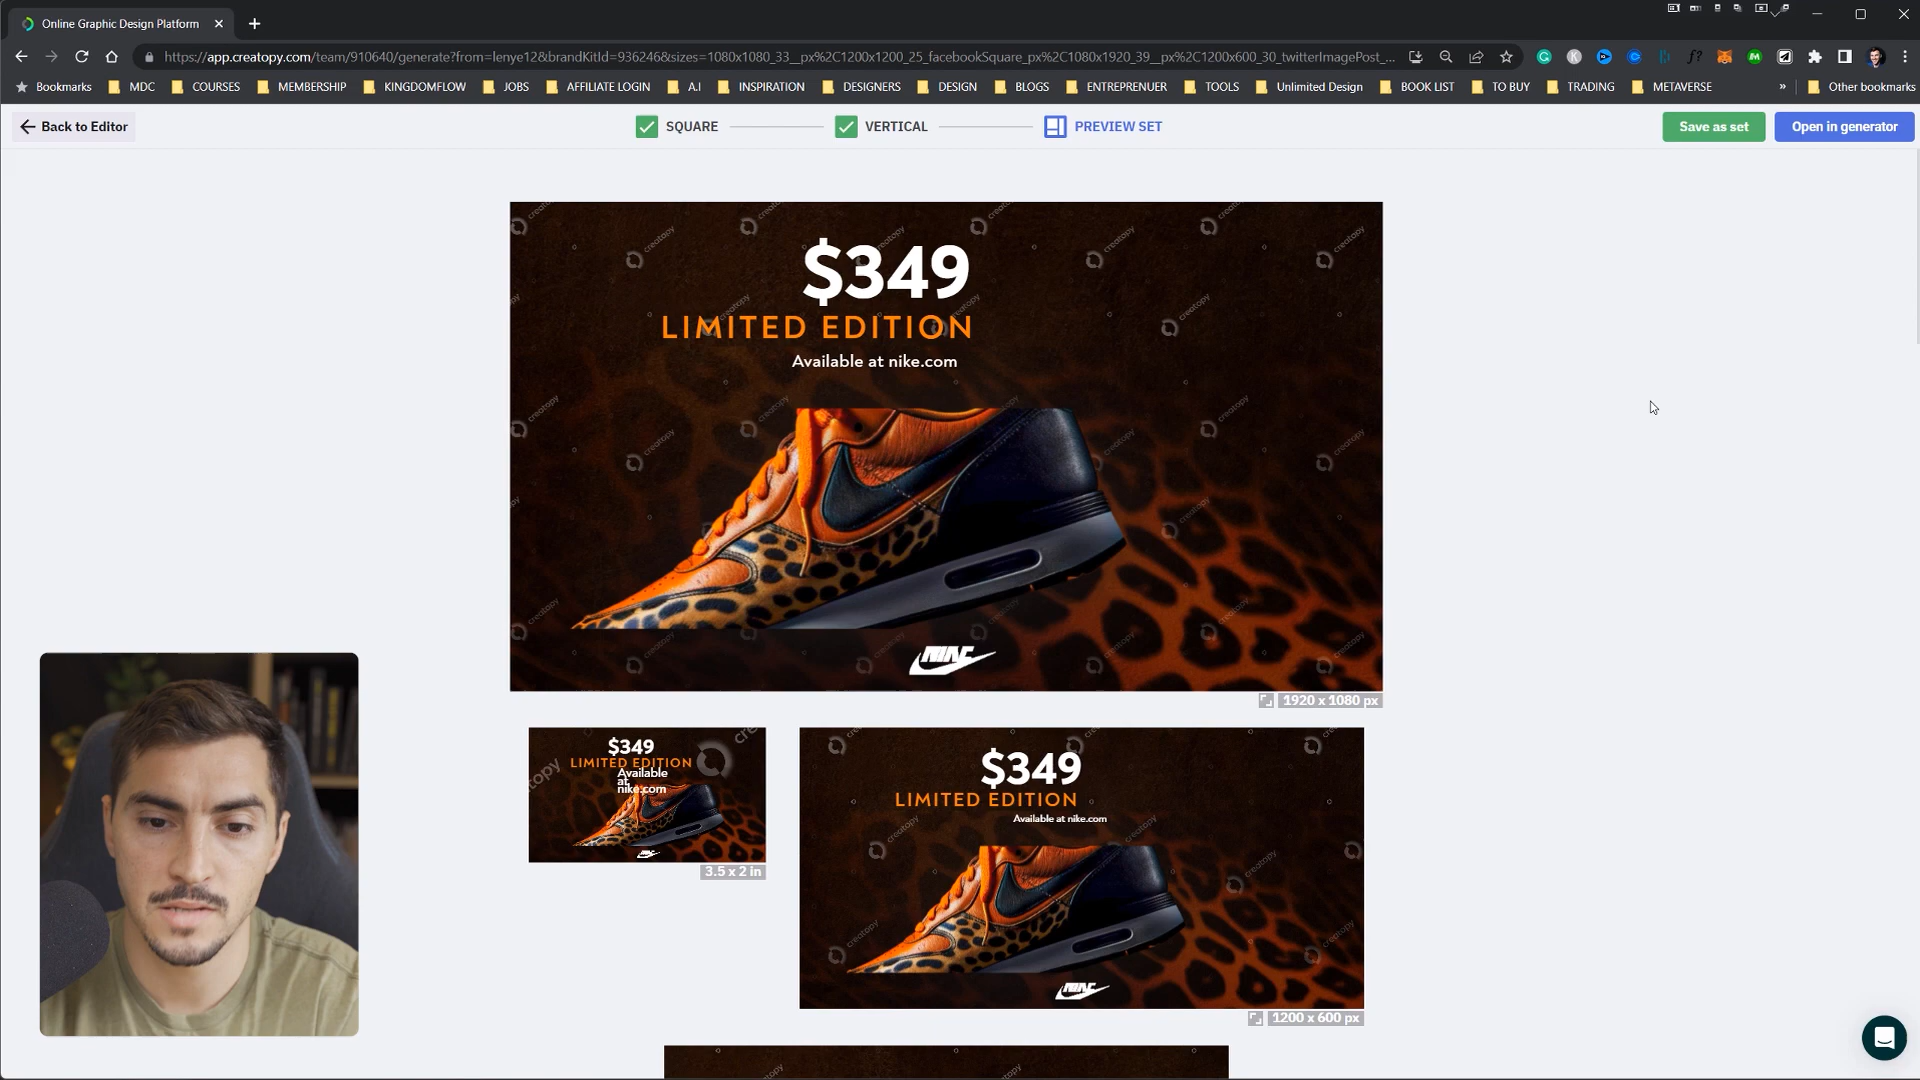 Online Graphic Design Platform
https://app.creatopy.com/team/910640/generate?from=lenye12&brandKitId=936246&sizes=1080x1080_33__px%2C1200x1200_25_facebookSquare_px%2C1080x1920_39__px%2C1200x600_30_twitterImagePost_...
Bookmarks MDC COURSES MEMBERSHIP KINGDOMFLOW JOBS AFFILIATE LOGIN A.I INSPIRATION DESIGNERS DESIGN BLOGS ENTREPRENUER TOOLS Unlimited Design BOOK LIST TO BUY TRADING METAVERSE » Other bookmarks
Back to Editor SQUARE VERTICAL PREVIEW SET Save as set Open in generator
$349
LIMITED EDITION
Available at nike.com
1920 x 1080 px
$349
LIMITED EDITION
Available
at
nike.com
3.5 x 2 in
$349
LIMITED EDITION
Available at nike.com
1200 x 600 px